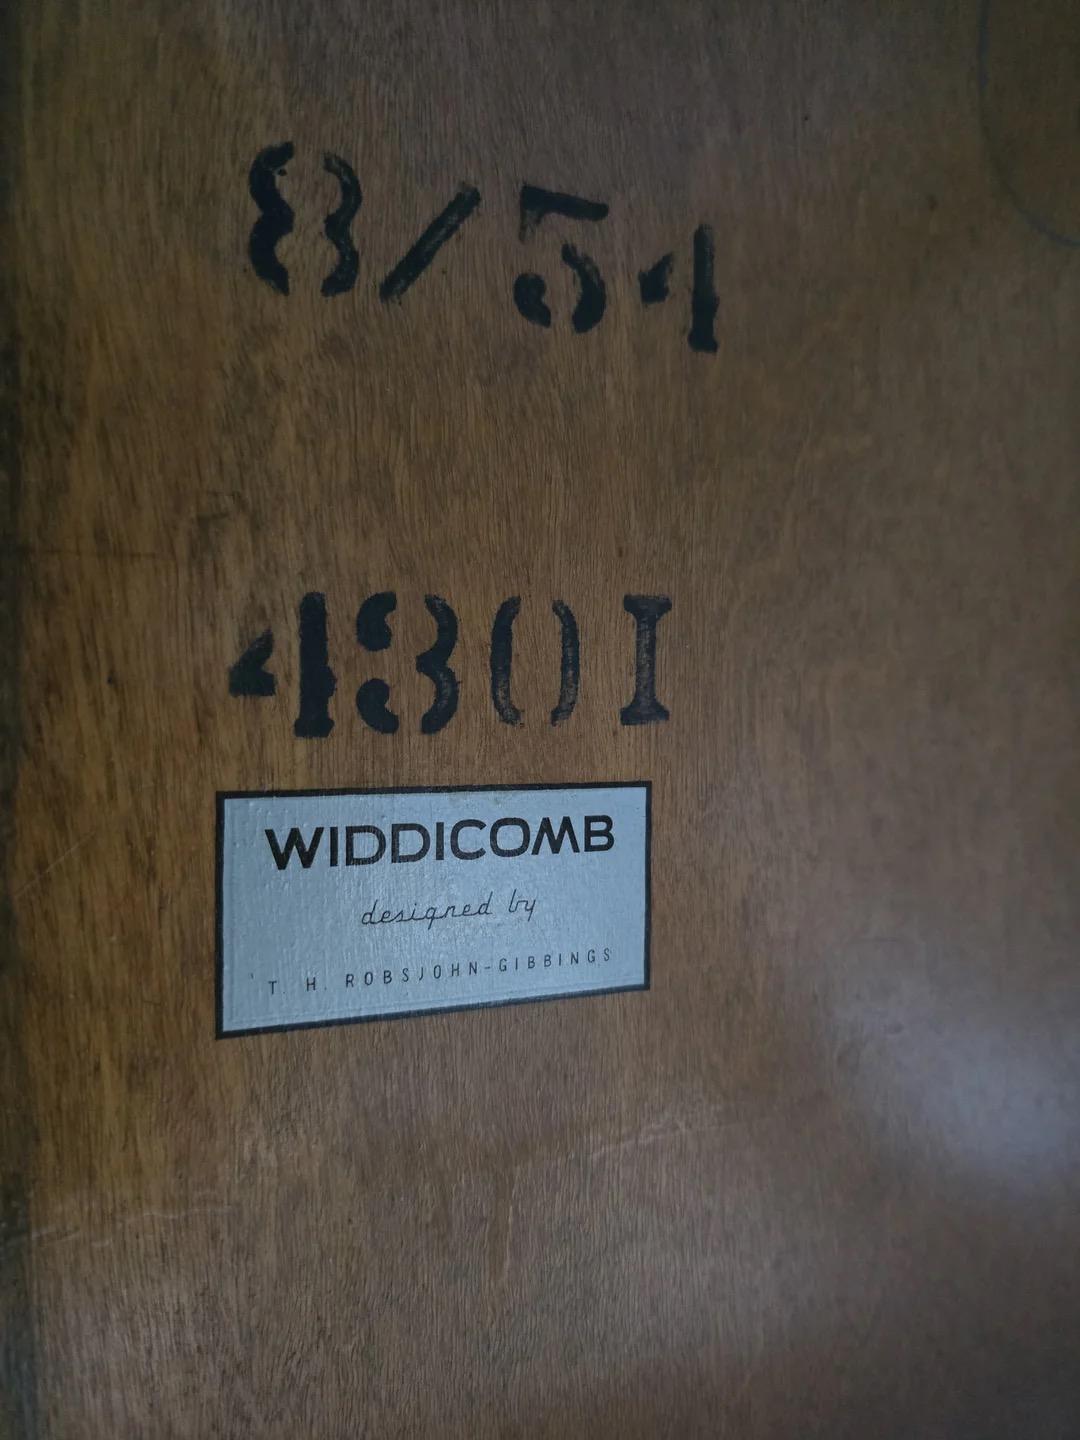 8/54
4301
WIDDICOMB
designed by
T. H. ROBSJOHN-GIBBINGS